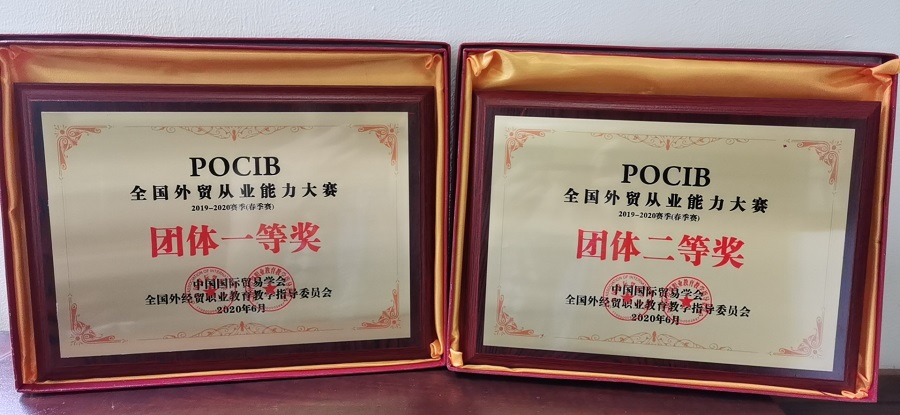 POCIB
全国外贸从业能力大赛
2019-2020赛季(春季赛)
团体一等奖
中国国际贸易学会
全国外经贸职业教育教学指导委员会
2020年6月
POCIB
全国外贸从业能力大赛
2019-2020赛季(春季赛)
团体二等奖
中国国际贸易学会
全国外经贸职业教育教学指导委员会
2020年6月